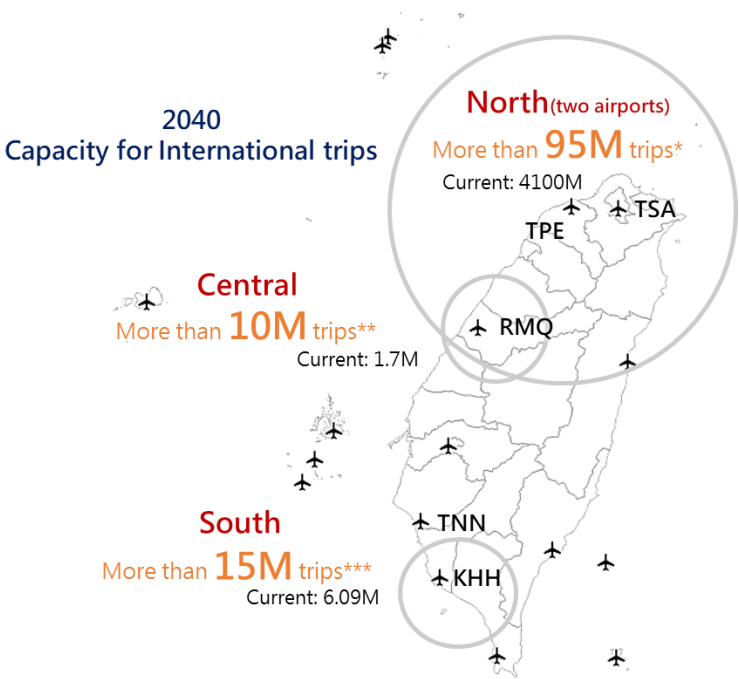 2040
Capacity for International trips
North(two airports)
More than 95M trips*
Current: 4100M
TSA
TPE
Central
More than 10M trips**
Current: 1.7M
RMQ
South
More than 15M trips***
Current: 6.09M
TNN
KHH